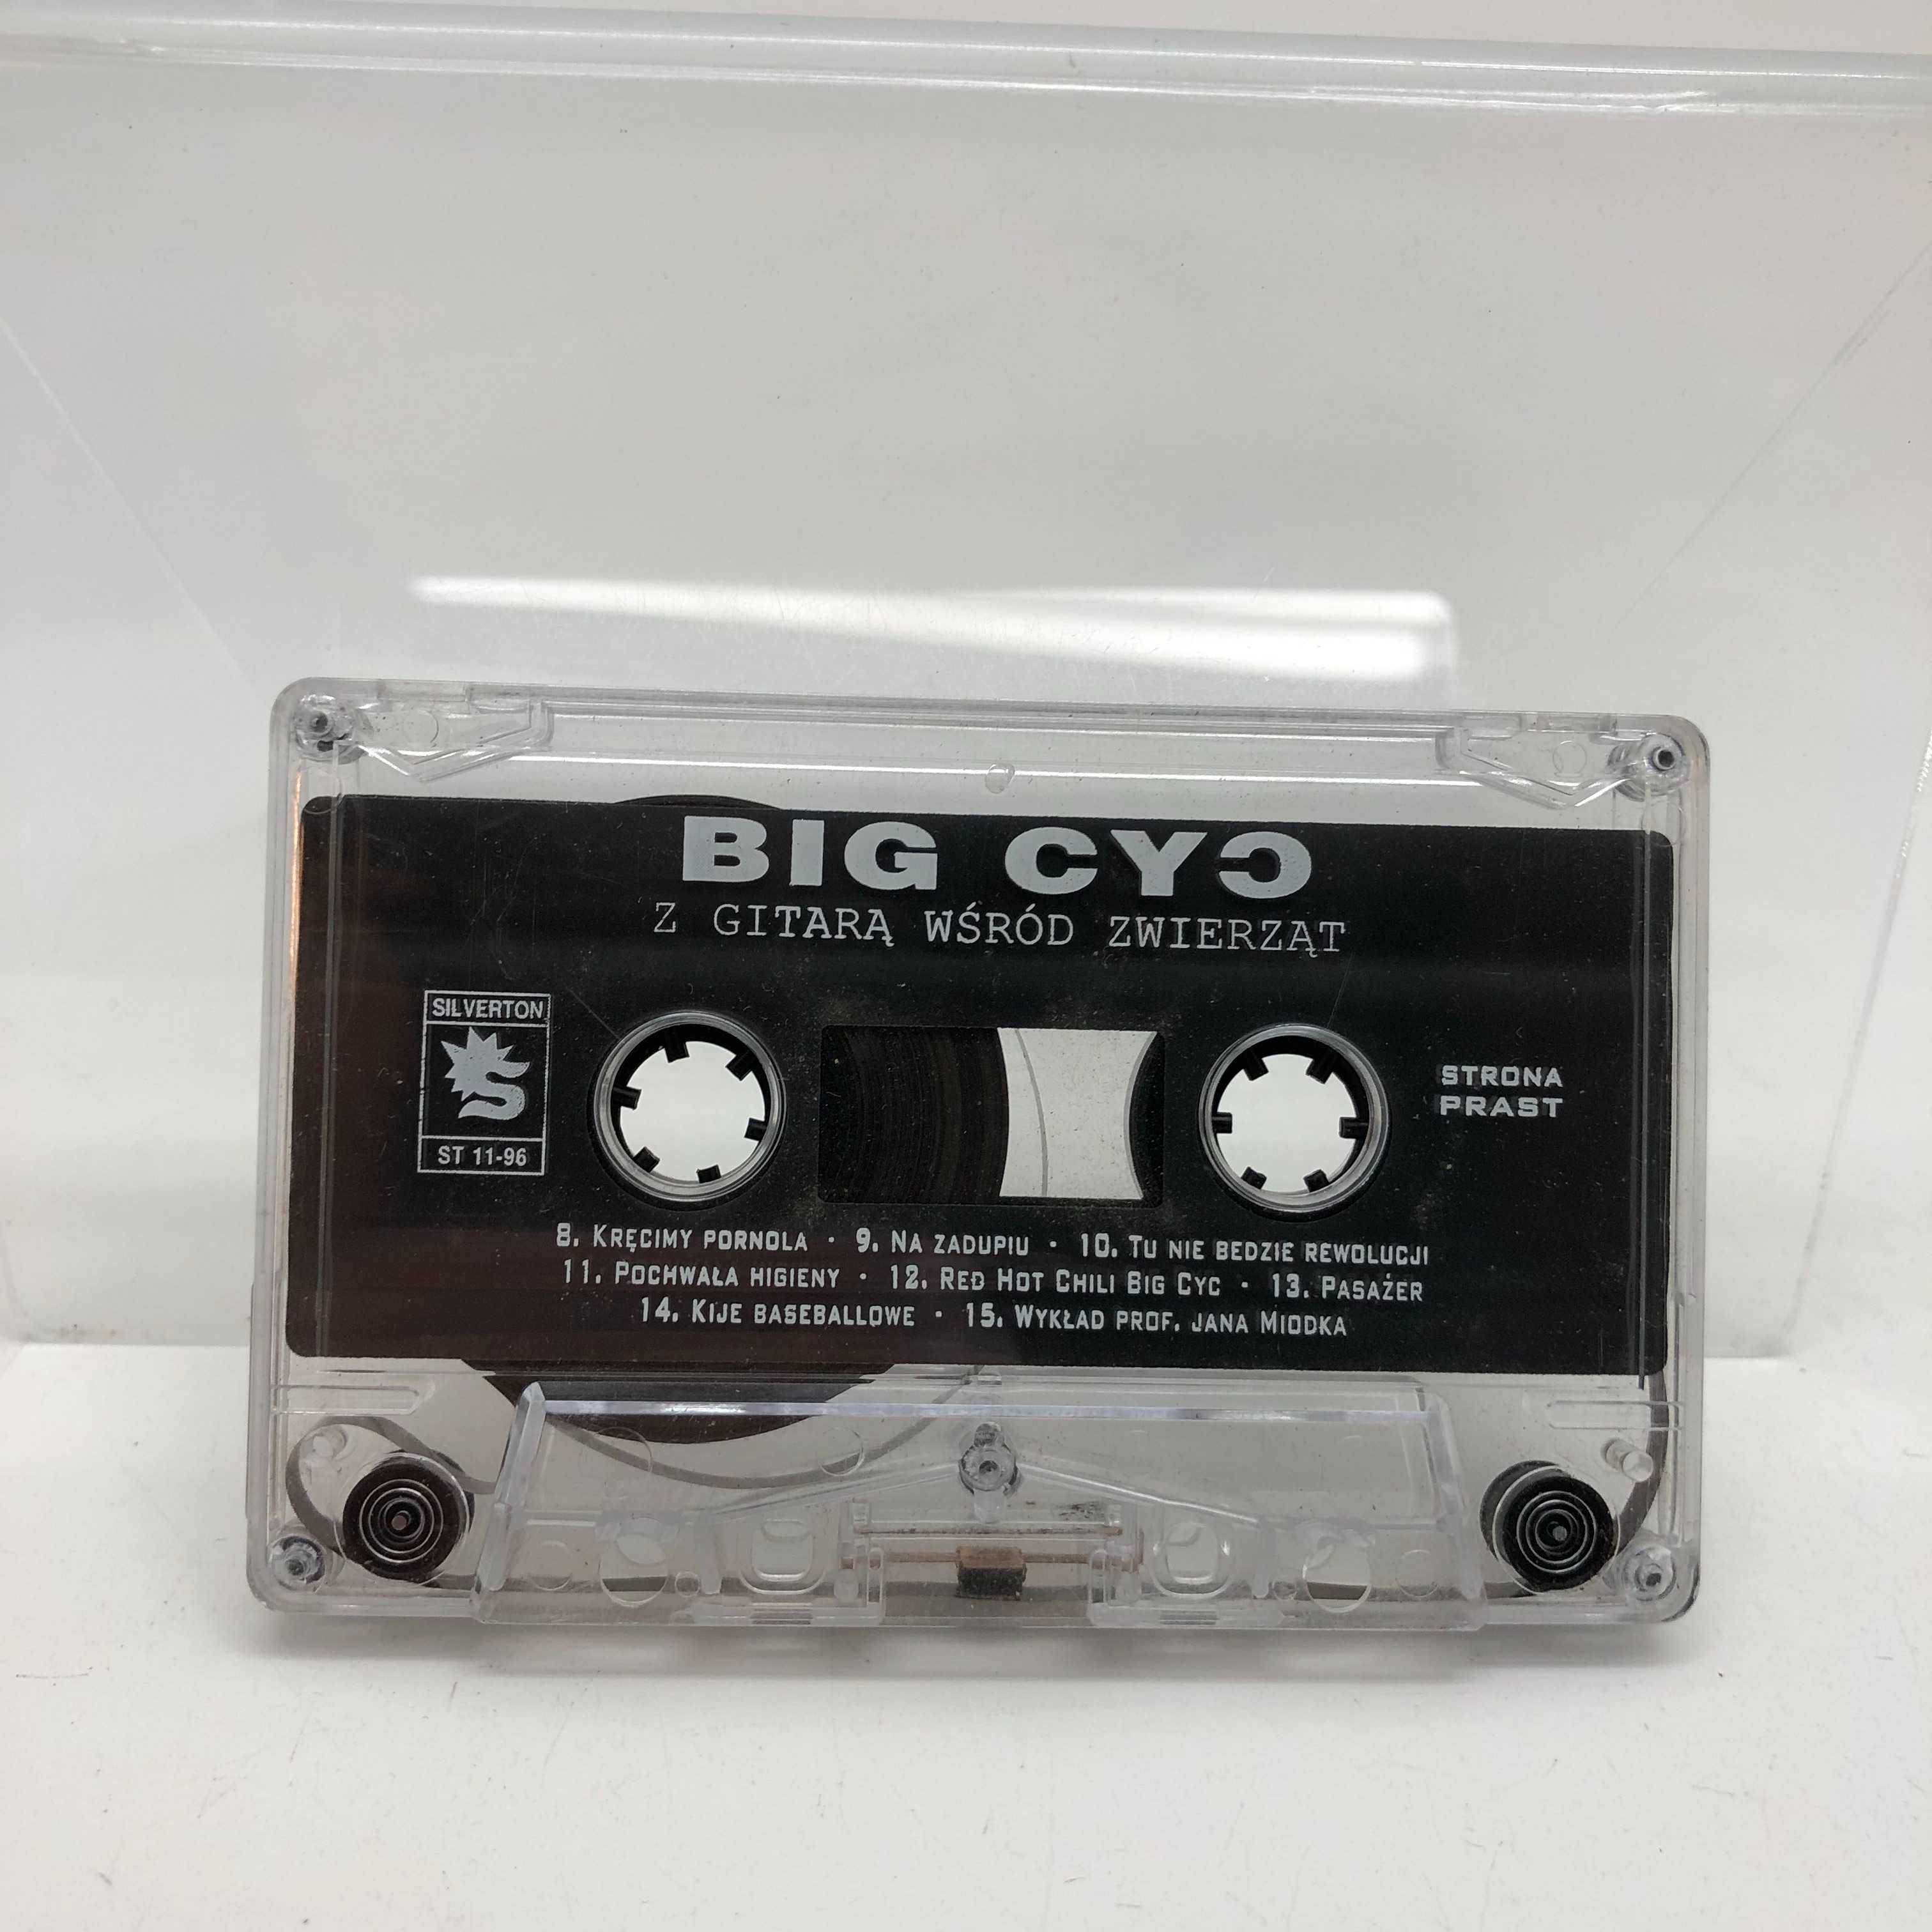 BIG CYC
Z GITARĄ WŚRÓD ZWIERZĄT
SILVERTON
S
ST 11-96
STRONA
PRAST
8. KRĘCIMY PORNOLA · 9. NA ZADUPIU · 10. TU NIE BEDZIE REWOLUCJI
11. POCHWAŁA HIGIENY · 12. RED HOT CHILI BIG CYC · 13. PASAŻER
14. KIJE BASEBALLOWE · 15. WYKŁAD PROF. JANA MIODKA